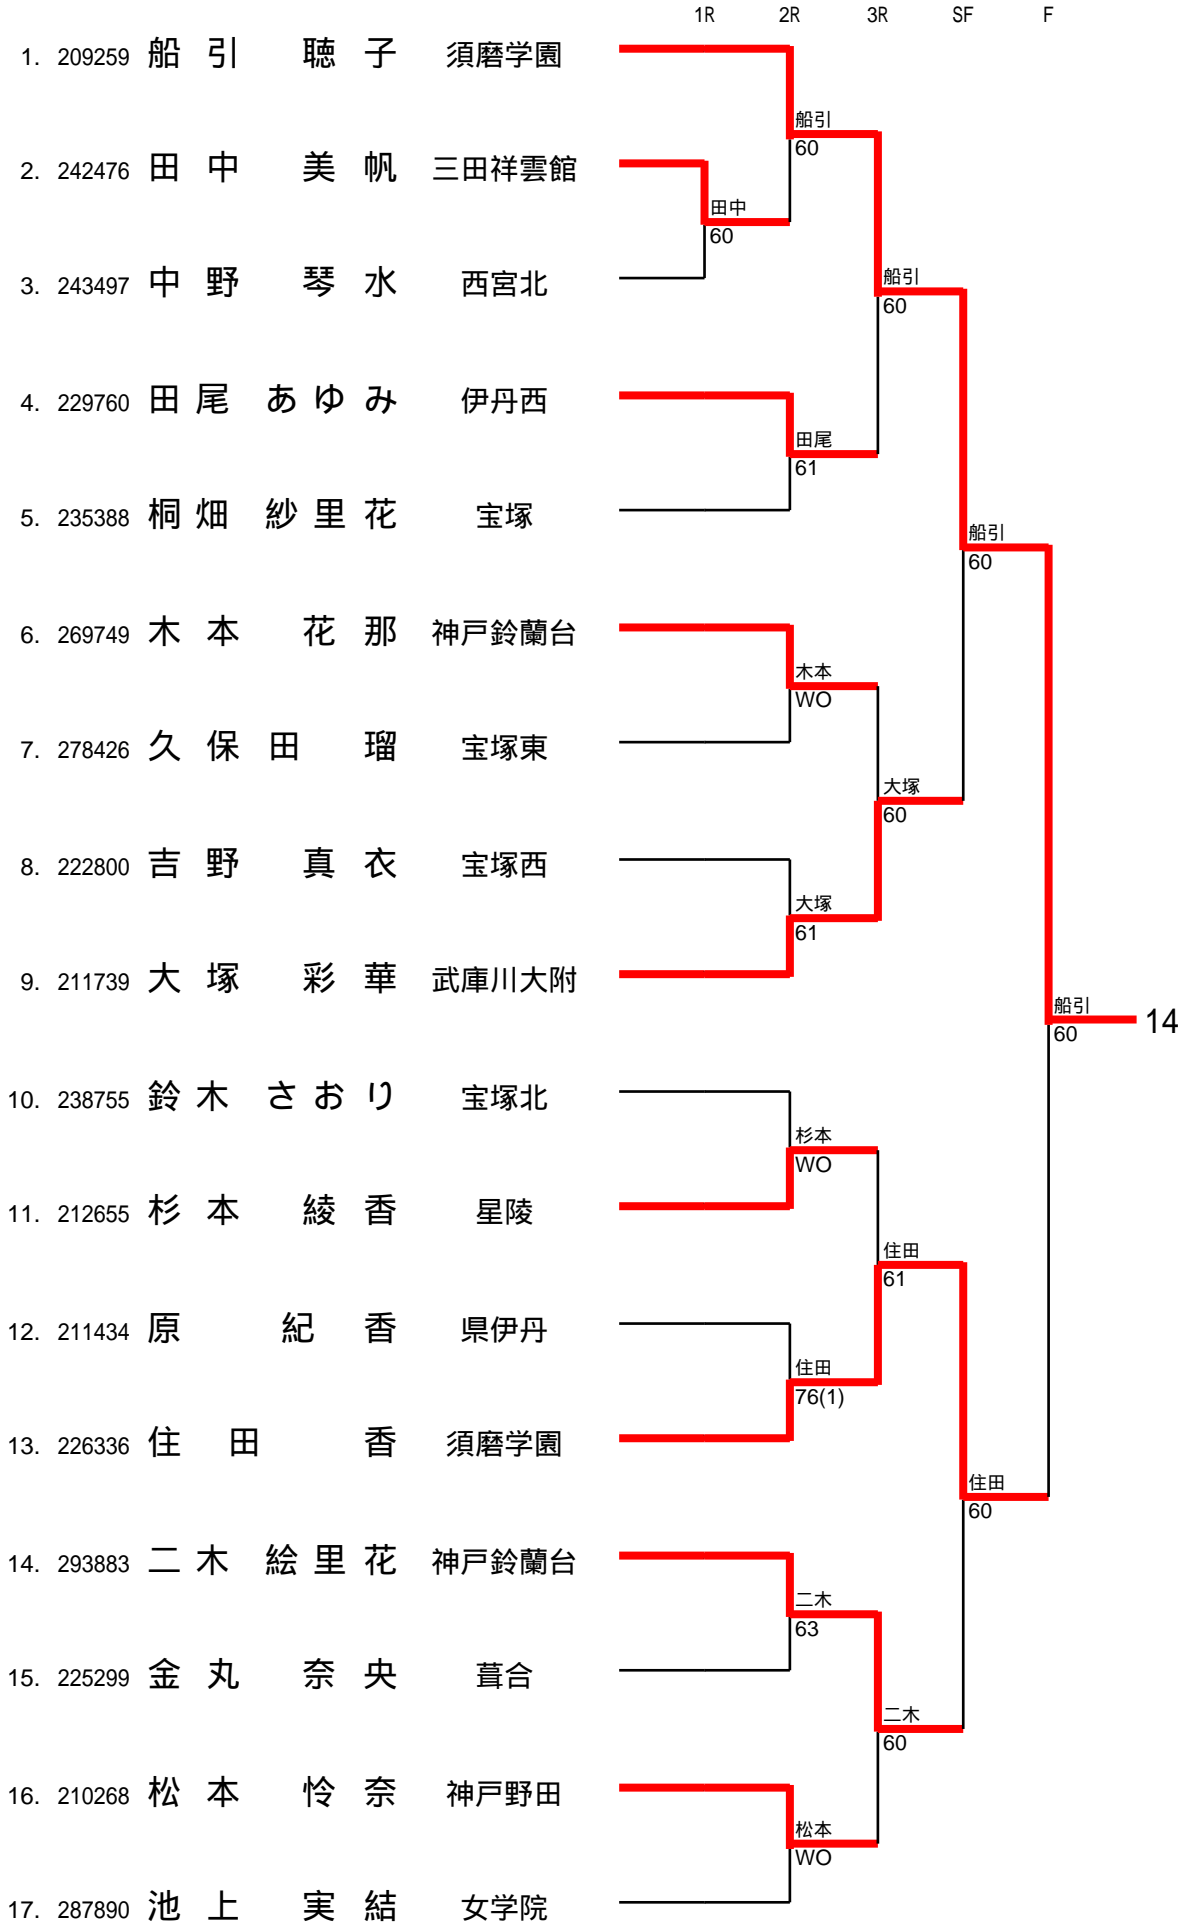 1R 2R 3R SF F
1. 209259 船引 聴子 須磨学園
船引
60
2. 242476 田中 美帆 三田祥雲館
田中
60
3. 243497 中野 琴水 西宮北
船引
60
4. 229760 田尾 あゆみ 伊丹西
田尾
61
5. 235388 桐畑 紗里花 宝塚
船引
60
6. 269749 木本 花那 神戸鈴蘭台
木本
WO
7. 278426 久保田 瑠 宝塚東
大塚
60
8. 222800 吉野 真衣 宝塚西
大塚
61
9. 211739 大塚 彩華 武庫川大附
船引
60
14
10. 238755 鈴木 さおり 宝塚北
杉本
WO
11. 212655 杉本 綾香 星陵
住田
61
12. 211434 原 紀香 県伊丹
住田
76(1)
13. 226336 住田 香 須磨学園
住田
60
14. 293883 二木 絵里花 神戸鈴蘭台
二木
63
15. 225299 金丸 奈央 葺合
二木
60
16. 210268 松本 怜奈 神戸野田
松本
WO
17. 287890 池上 実結 女学院